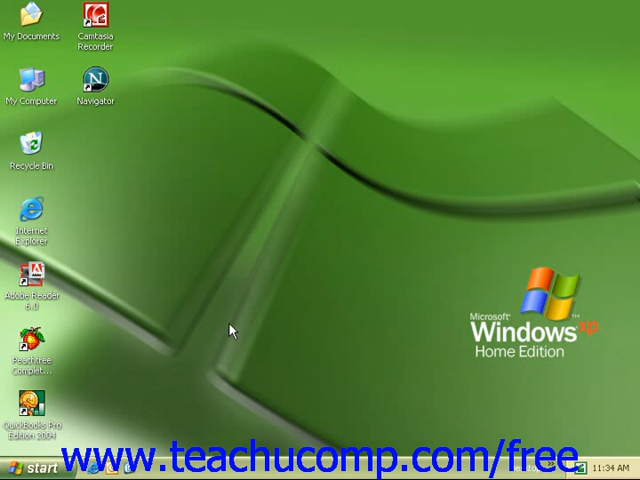 My Documents
Camtasia
Recorder
My Computer
Navigator
Recycle Bin
Internet
Explorer
Adobe Reader
6.0
Peachtree
Complet...
QuickBooks Pro
Edition 2004
Microsoft®
Windows xp
Home Edition
start
www.teachucomp.com/free
11:34 AM